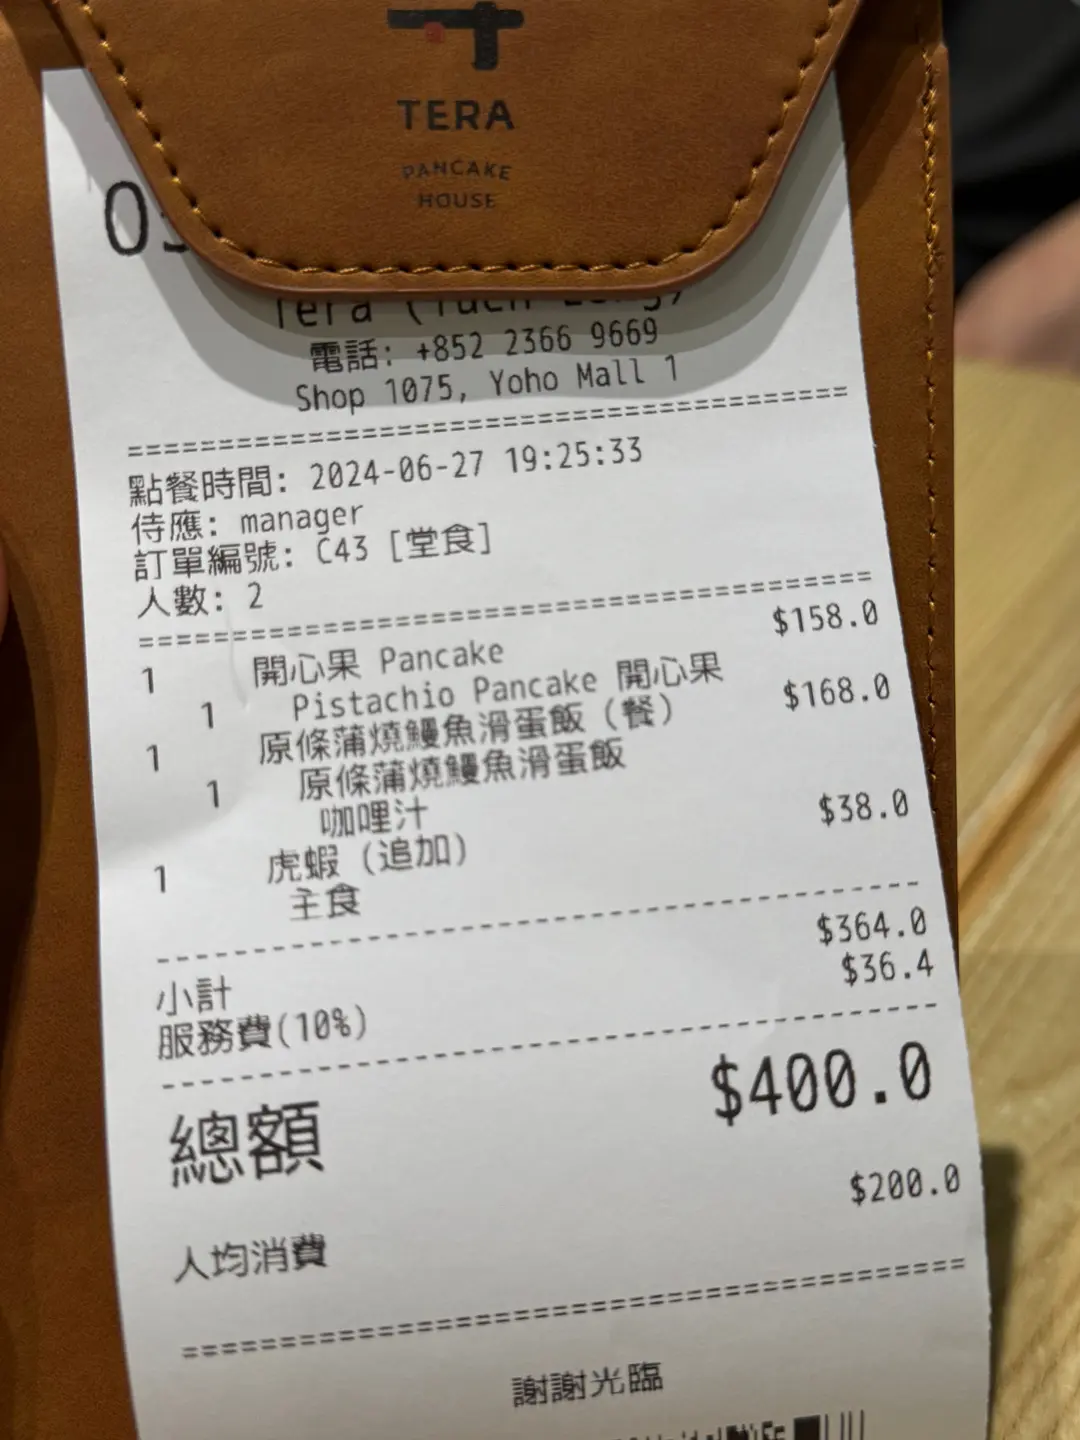 TERA
PANCAKE
HOUSE
Tera (Yuen Long)
電話: +852 2366 9669
Shop 1075, Yoho Mall 1
點餐時間: 2024-06-27 19:25:33
侍應: manager
訂單編號: C43 [堂食]
人數: 2
1 開心果 Pancake $158.0
1 Pistachio Pancake 開心果
1 原條蒲燒鰻魚滑蛋飯 (餐) $168.0
1 原條蒲燒鰻魚滑蛋飯
咖哩汁
1 虎蝦 (追加) $38.0
主食
小計 $364.0
服務費(10%) $36.4
總額 $400.0
人均消費 $200.0
謝謝光臨